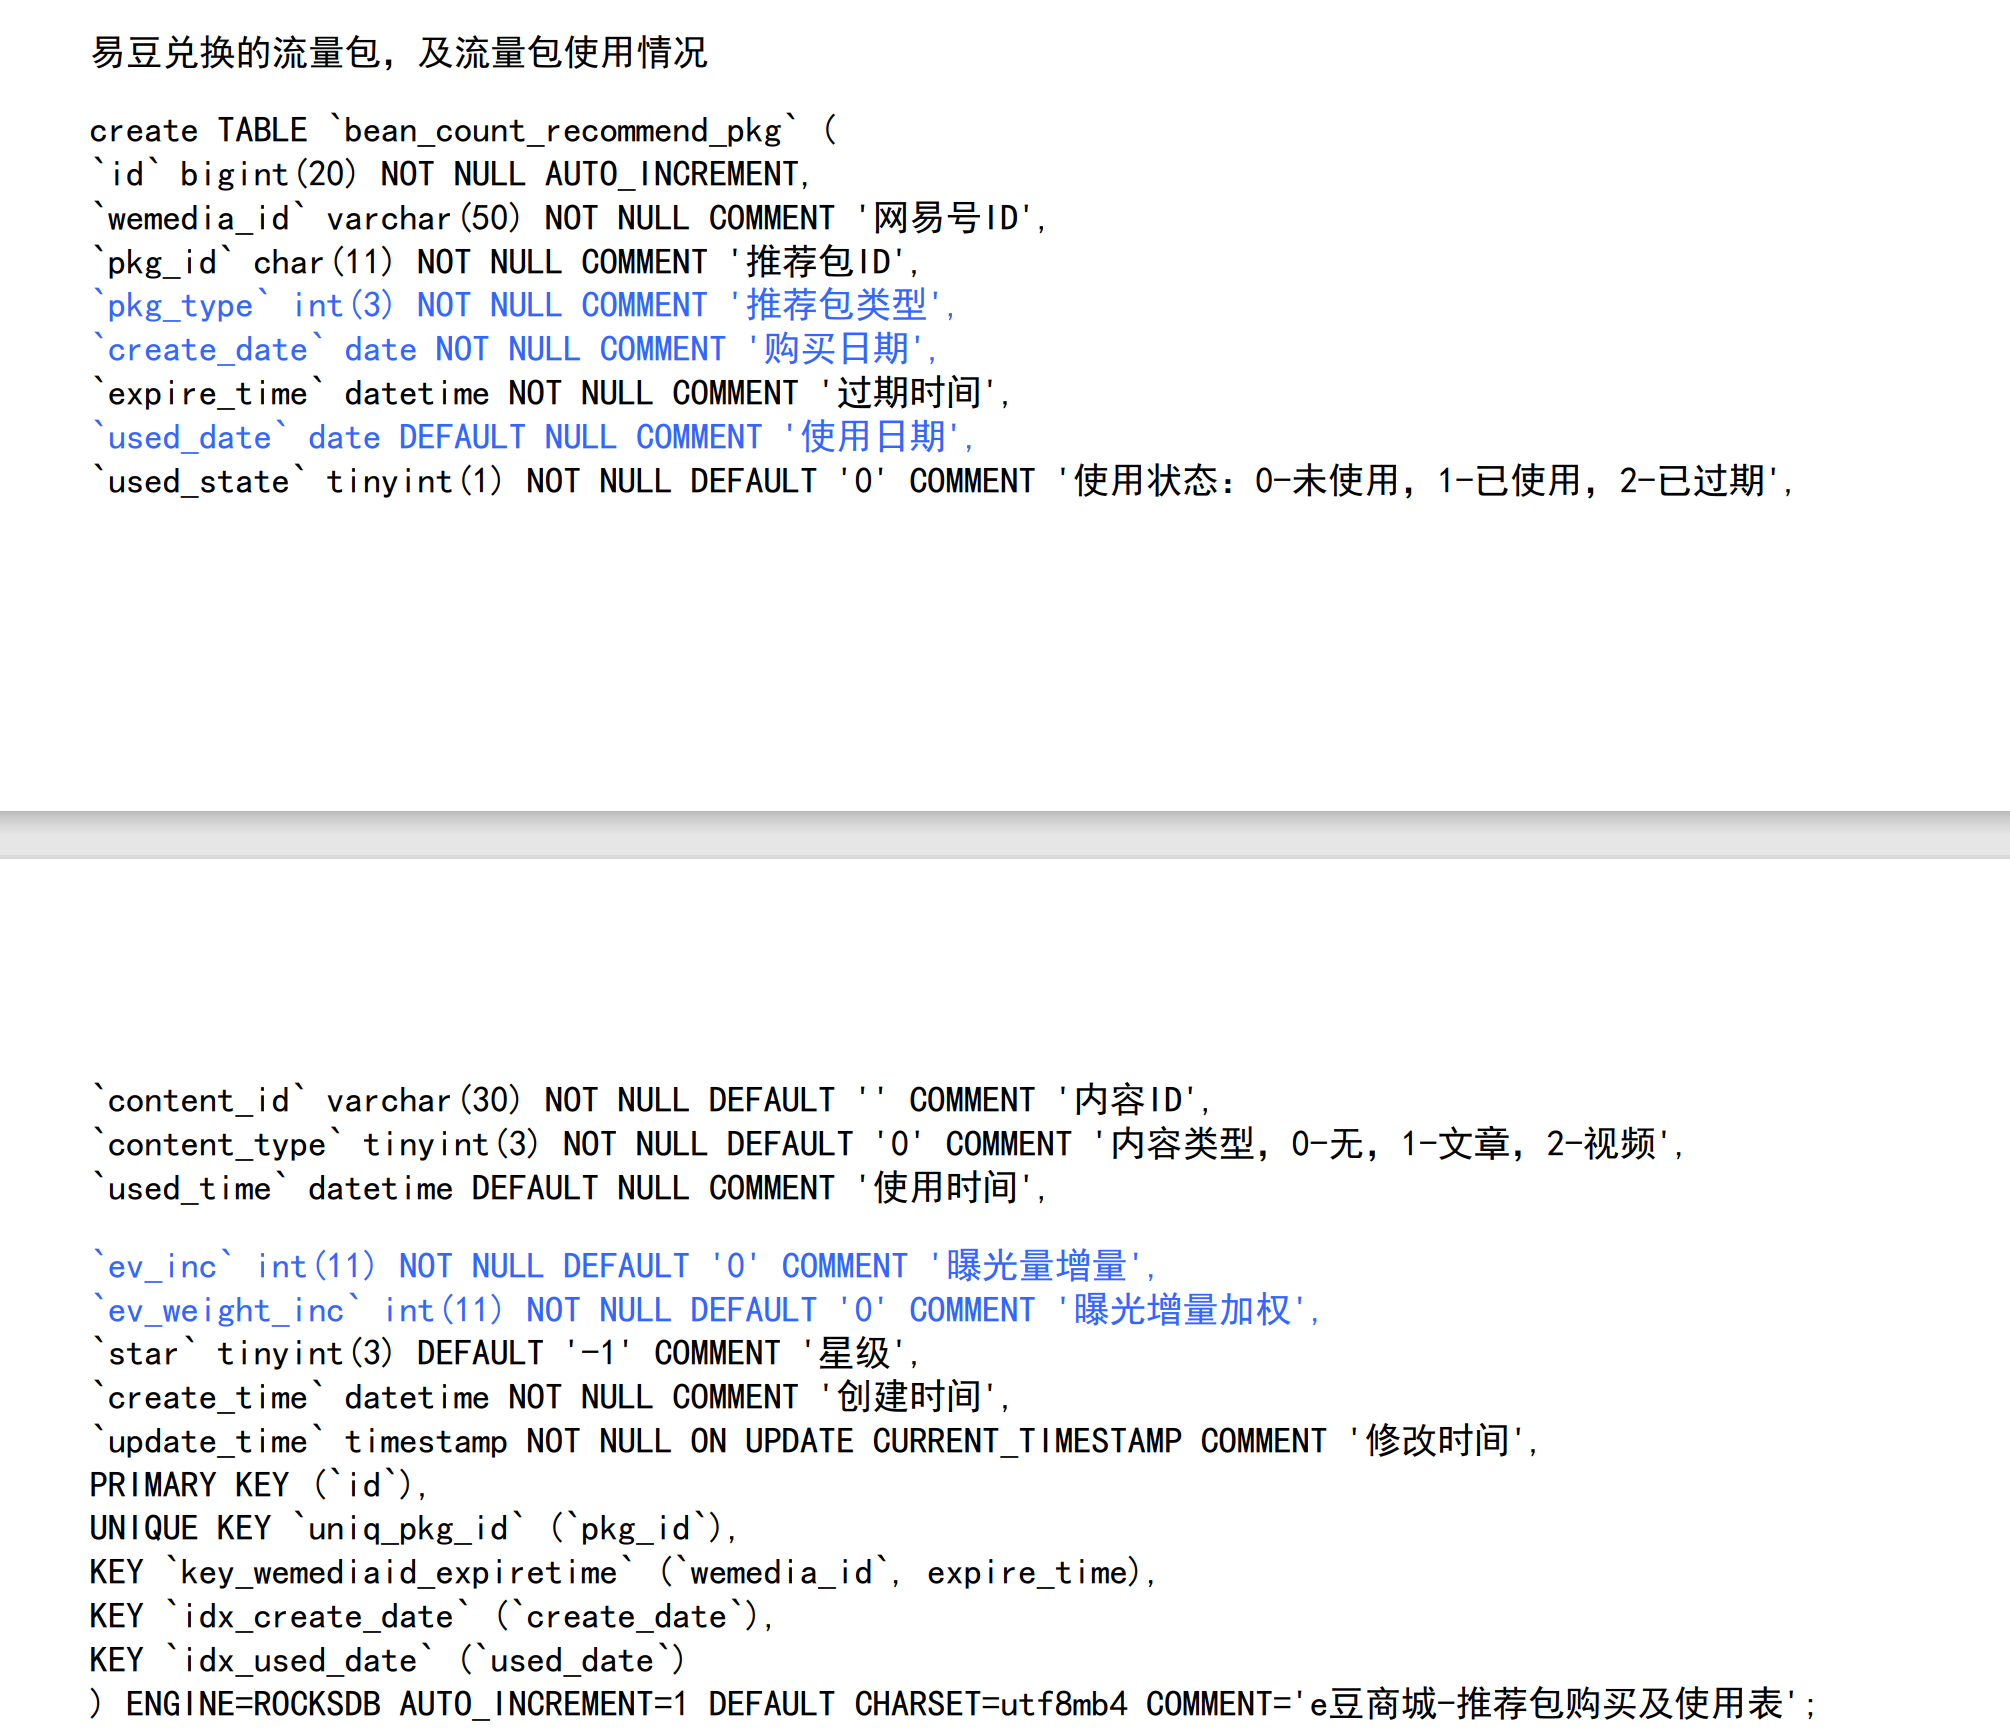 易豆兑换的流量包，及流量包使用情况
create TABLE `bean_count_recommend_pkg` (
`id` bigint(20) NOT NULL AUTO_INCREMENT,
`wemedia_id` varchar(50) NOT NULL COMMENT '网易号ID',
`pkg_id` char(11) NOT NULL COMMENT '推荐包ID',
`pkg_type` int(3) NOT NULL COMMENT '推荐包类型',
`create_date` date NOT NULL COMMENT '购买日期',
`expire_time` datetime NOT NULL COMMENT '过期时间',
`used_date` date DEFAULT NULL COMMENT '使用日期',
`used_state` tinyint(1) NOT NULL DEFAULT '0' COMMENT '使用状态：0-未使用，1-已使用，2-已过期',
`content_id` varchar(30) NOT NULL DEFAULT '' COMMENT '内容ID',
`content_type` tinyint(3) NOT NULL DEFAULT '0' COMMENT '内容类型，0-无，1-文章，2-视频',
`used_time` datetime DEFAULT NULL COMMENT '使用时间',
`ev_inc` int(11) NOT NULL DEFAULT '0' COMMENT '曝光量增量',
`ev_weight_inc` int(11) NOT NULL DEFAULT '0' COMMENT '曝光增量加权',
`star` tinyint(3) DEFAULT '-1' COMMENT '星级',
`create_time` datetime NOT NULL COMMENT '创建时间',
`update_time` timestamp NOT NULL ON UPDATE CURRENT_TIMESTAMP COMMENT '修改时间',
PRIMARY KEY (`id`),
UNIQUE KEY `uniq_pkg_id` (`pkg_id`),
KEY `key_wemediaid_expiretime` (`wemedia_id`, expire_time),
KEY `idx_create_date` (`create_date`),
KEY `idx_used_date` (`used_date`)
) ENGINE=ROCKSDB AUTO_INCREMENT=1 DEFAULT CHARSET=utf8mb4 COMMENT='e豆商城-推荐包购买及使用表';